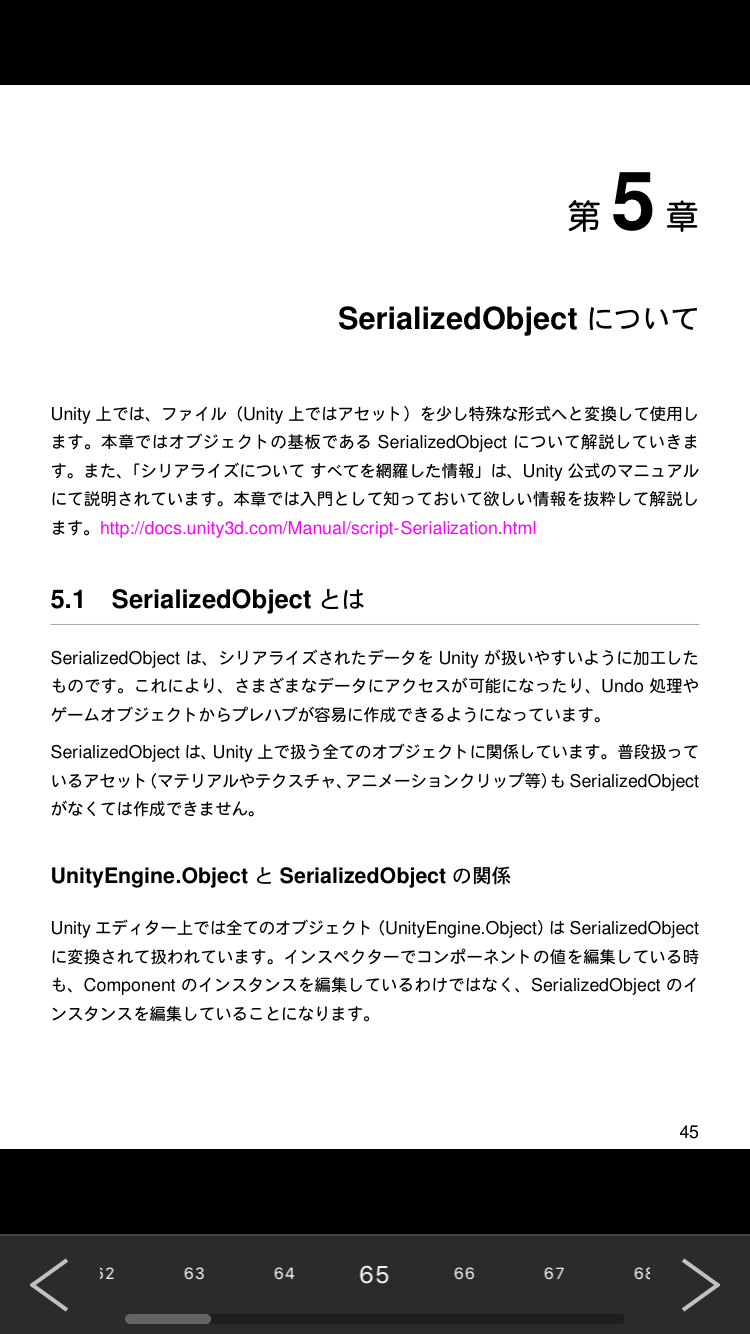 第 5 章
SerializedObject について
Unity 上では、ファイル（Unity 上ではアセット）を少し特殊な形式へと変換して使用し
ます。本章ではオブジェクトの基板である SerializedObject について解説していきま
す。また、「シリアライズについて すべてを網羅した情報」は、Unity 公式のマニュアル
にて説明されています。本章では入門として知っておいて欲しい情報を抜粋して解説し
ます。http://docs.unity3d.com/Manual/script-Serialization.html
5.1 SerializedObject とは
SerializedObject は、シリアライズされたデータを Unity が扱いやすいように加工した
ものです。これにより、さまざまなデータにアクセスが可能になったり、Undo 処理や
ゲームオブジェクトからプレハブが容易に作成できるようになっています。
SerializedObject は、Unity 上で扱う全てのオブジェクトに関係しています。普段扱って
いるアセット（マテリアルやテクスチャ、アニメーションクリップ等）も SerializedObject
がなくては作成できません。
UnityEngine.Object と SerializedObject の関係
Unity エディター上では全てのオブジェクト（UnityEngine.Object）は SerializedObject
に変換されて扱われています。インスペクターでコンポーネントの値を編集している時
も、Component のインスタンスを編集しているわけではなく、SerializedObject のイ
ンスタンスを編集していることになります。
45
62 63 64 65 66 67 68